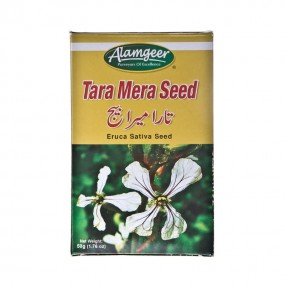 Alamgeer
®
Tara Mera Seed
تارا میرا بیج
Eruca Sativa Seed
Net Weight:
50g (1.76 oz)